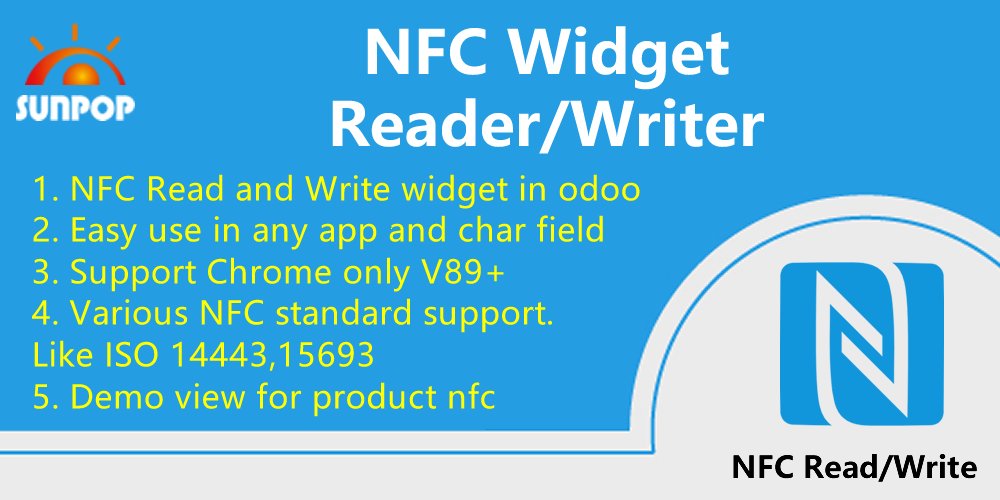 SUNPOP
NFC Widget
Reader/Writer
1. NFC Read and Write widget in odoo
2. Easy use in any app and char field
3. Support Chrome only V89+
4. Various NFC standard support.
Like ISO 14443,15693
5. Demo view for product nfc
NFC Read/Write